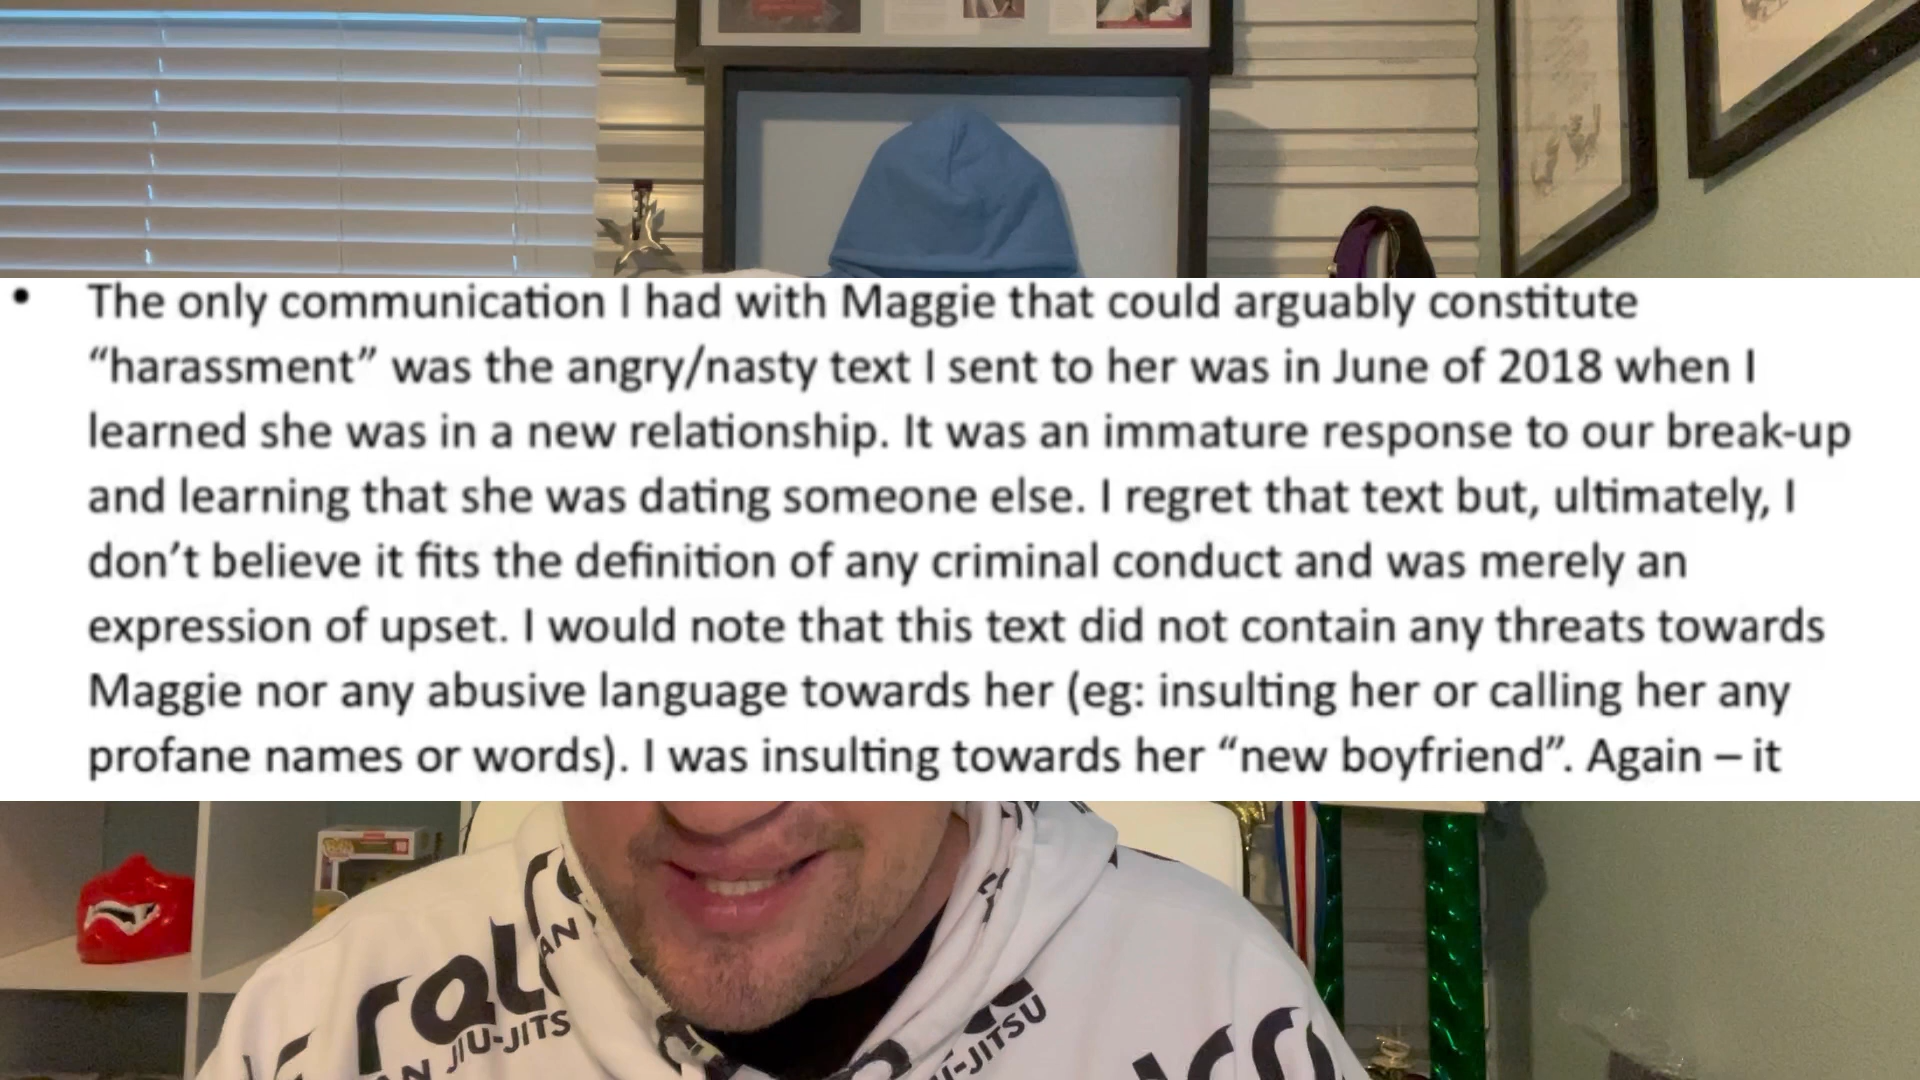 • The only communication I had with Maggie that could arguably constitute
“harassment” was the angry/nasty text I sent to her was in June of 2018 when I
learned she was in a new relationship. It was an immature response to our break-up
and learning that she was dating someone else. I regret that text but, ultimately, I
don’t believe it fits the definition of any criminal conduct and was merely an
expression of upset. I would note that this text did not contain any threats towards
Maggie nor any abusive language towards her (eg: insulting her or calling her any
profane names or words). I was insulting towards her “new boyfriend”. Again – it
AN
AN JIU-JITS
U-JITSU